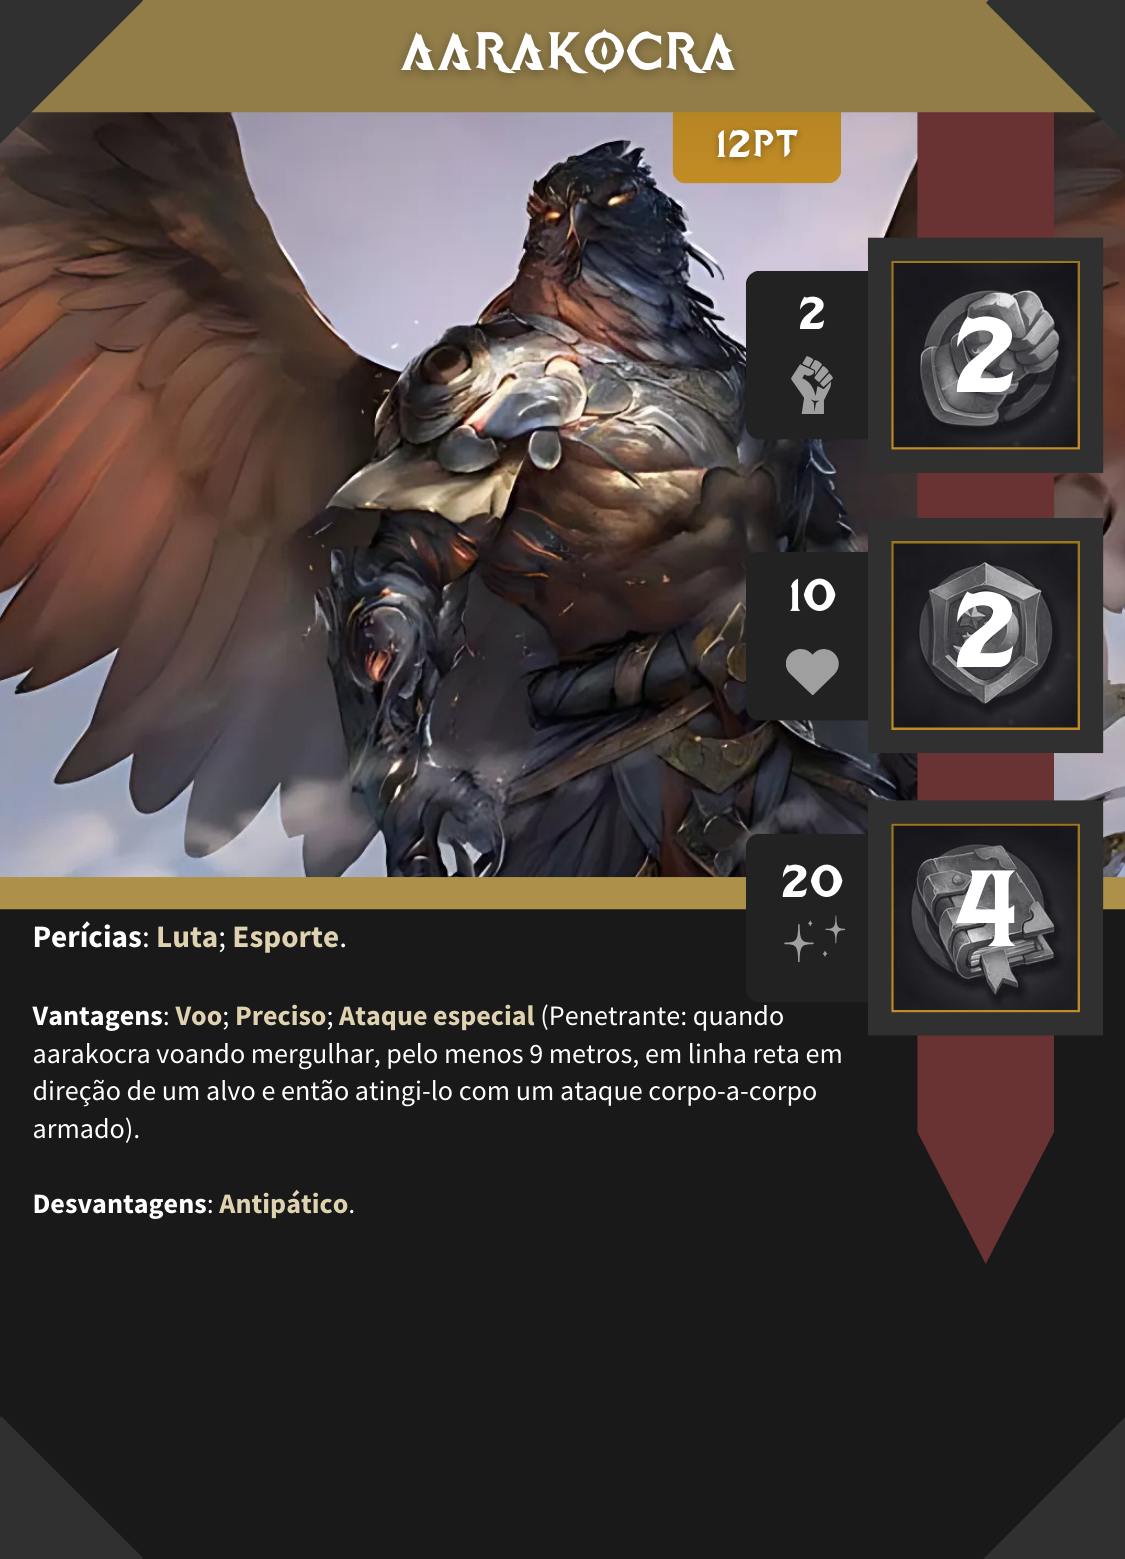 AARAKOCRA
12PT
2
2
10
2
20
4
Perícias: Luta; Esporte.
Vantagens: Voo; Preciso; Ataque especial (Penetrante: quando
aarakocra voando mergulhar, pelo menos 9 metros, em linha reta em
direção de um alvo e então atingi-lo com um ataque corpo-a-corpo
armado).
Desvantagens: Antipático.